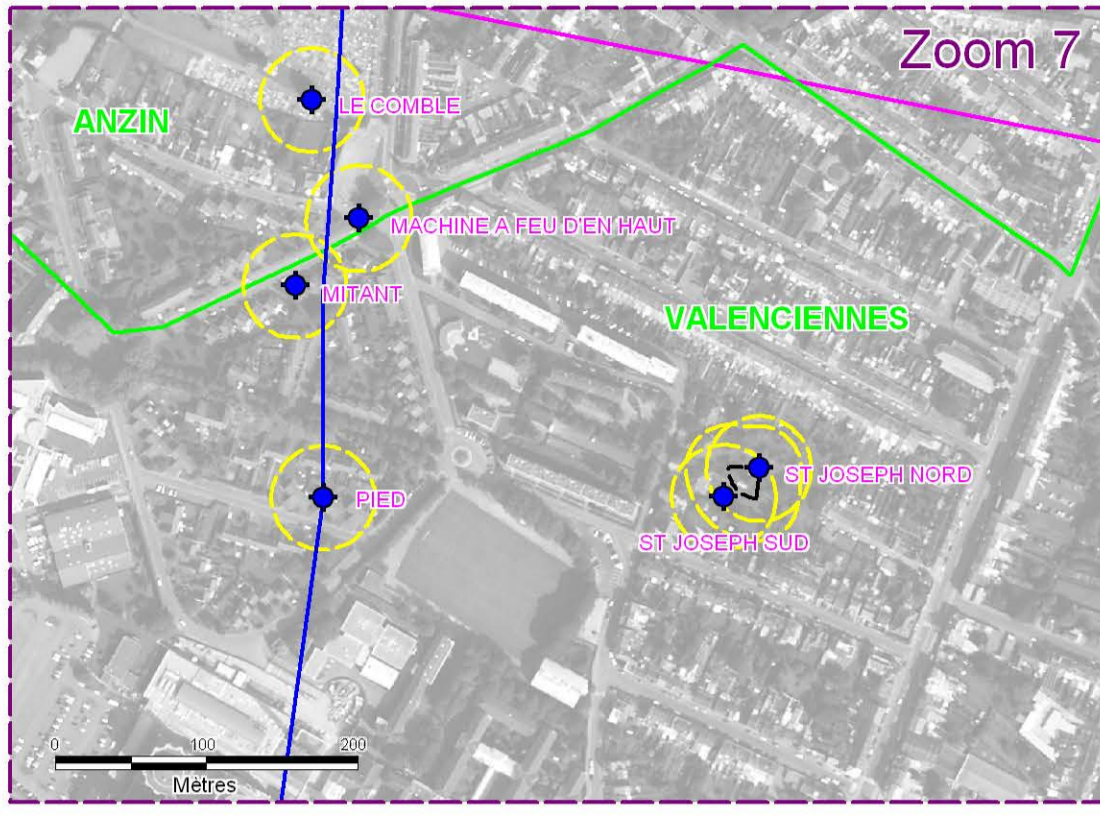 Zoom 7
LE COMBLE
ANZIN
MACHINE A FEU D'EN HAUT
MITANT
VALENCIENNES
ST JOSEPH NORD
PIED
ST JOSEPH SUD
0 100 200
Mètres